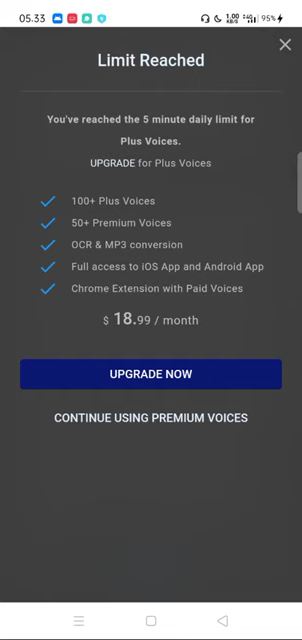 05.33
1.00 KB/S
95%
Limit Reached
You've reached the 5 minute daily limit for
Plus Voices.
UPGRADE for Plus Voices
100+ Plus Voices
50+ Premium Voices
OCR & MP3 conversion
Full access to iOS App and Android App
Chrome Extension with Paid Voices
$ 18.99 / month
UPGRADE NOW
CONTINUE USING PREMIUM VOICES